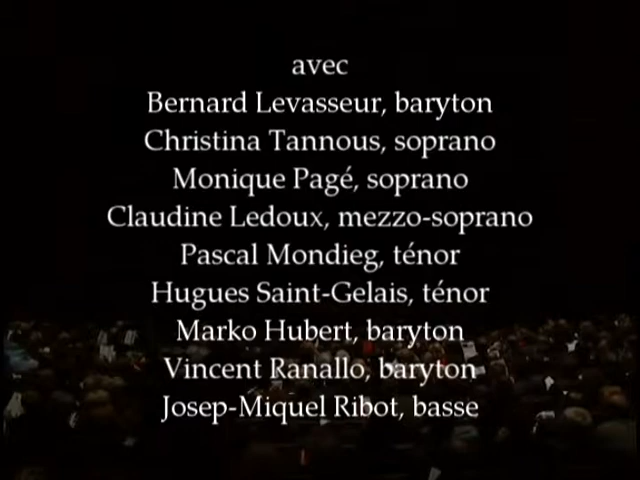 avec
Bernard Levasseur, baryton
Christina Tannous, soprano
Monique Pagé, soprano
Claudine Ledoux, mezzo-soprano
Pascal Mondieg, ténor
Hugues Saint-Gelais, ténor
Marko Hubert, baryton
Vincent Ranallo, baryton
Josep-Miquel Ribot, basse